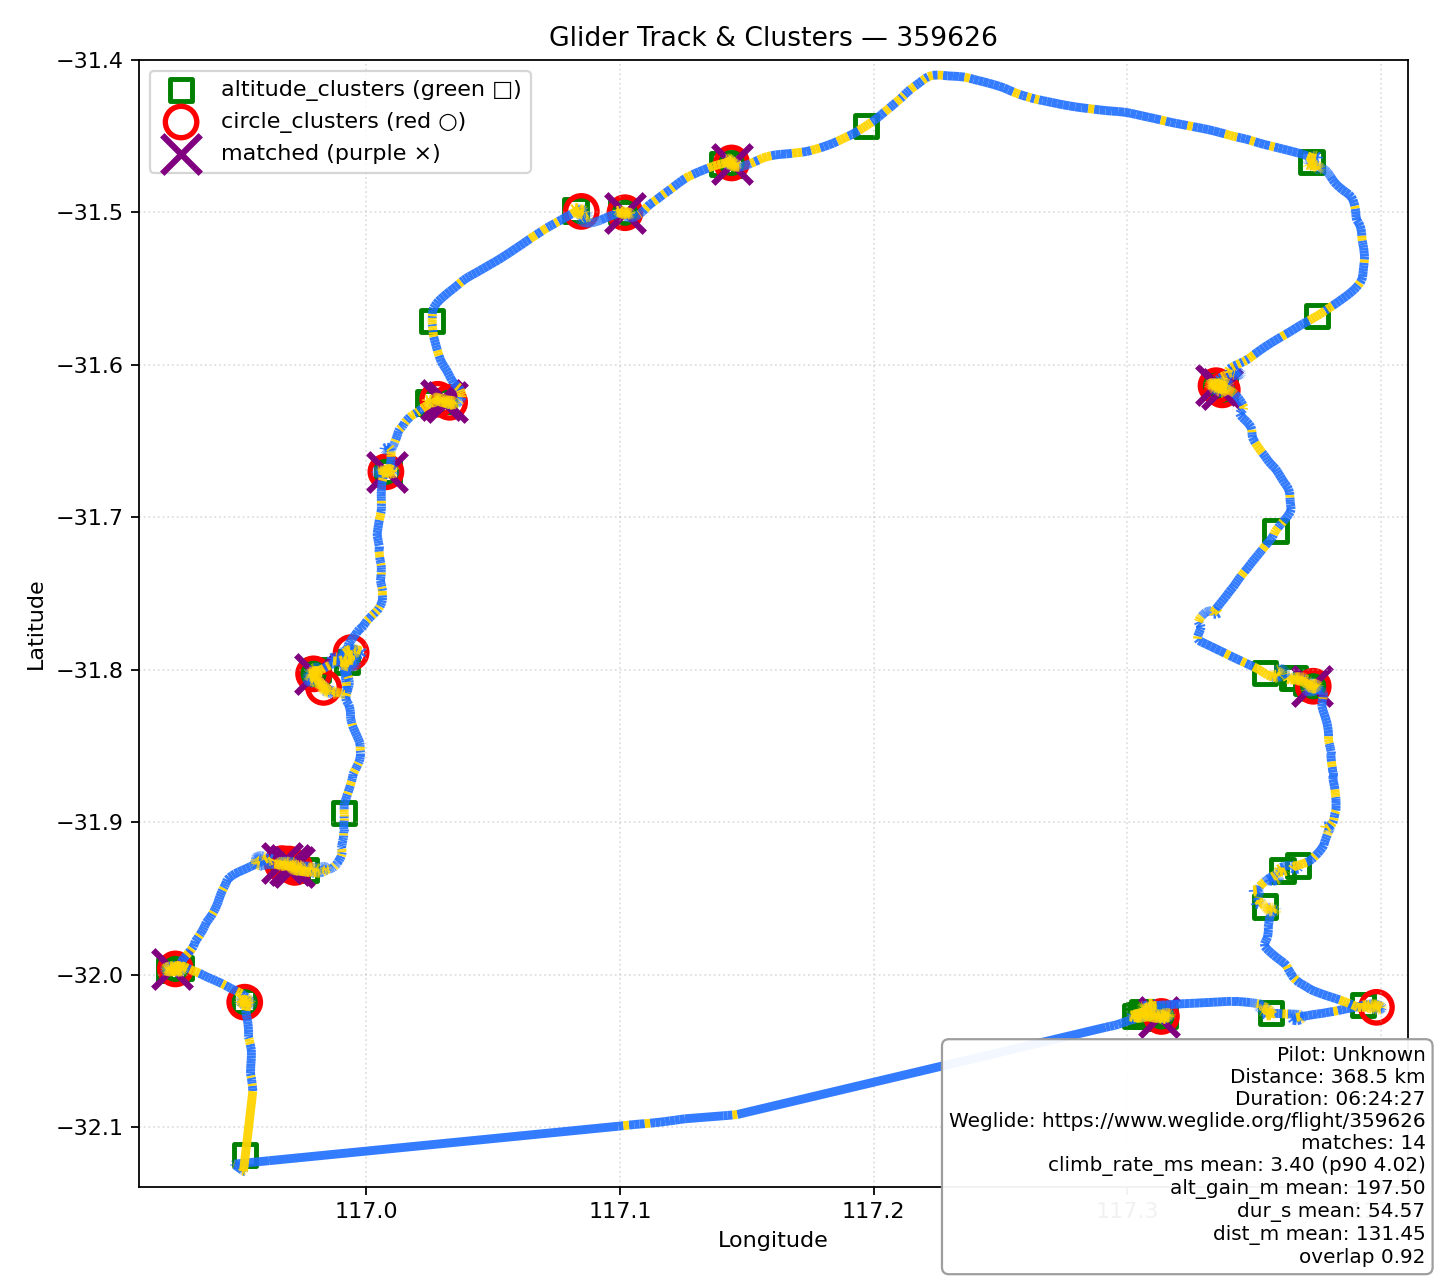 Glider Track & Clusters — 359626
altitude_clusters (green □)
circle_clusters (red ○)
matched (purple ×)
Latitude
−31.4
−31.5
−31.6
−31.7
−31.8
−31.9
−32.0
−32.1
117.0
117.1
117.2
117.3
Longitude
Pilot: Unknown
Distance: 368.5 km
Duration: 06:24:27
Weglide: https://www.weglide.org/flight/359626
matches: 14
climb_rate_ms mean: 3.40 (p90 4.02)
alt_gain_m mean: 197.50
dur_s mean: 54.57
dist_m mean: 131.45
overlap 0.92